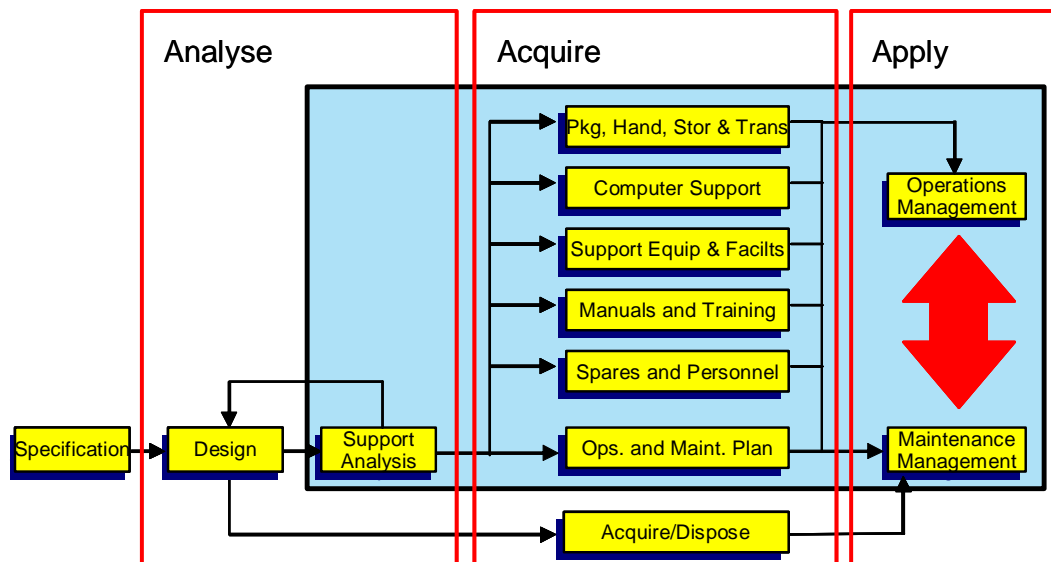 Analyse
Acquire
Apply
Pkg, Hand, Stor & Trans
Computer Support
Operations
Management
Support Equip & Facilts
Manuals and Training
Spares and Personnel
Specification
Design
Support
Analysis
Ops. and Maint. Plan
Maintenance
Management
Acquire/Dispose